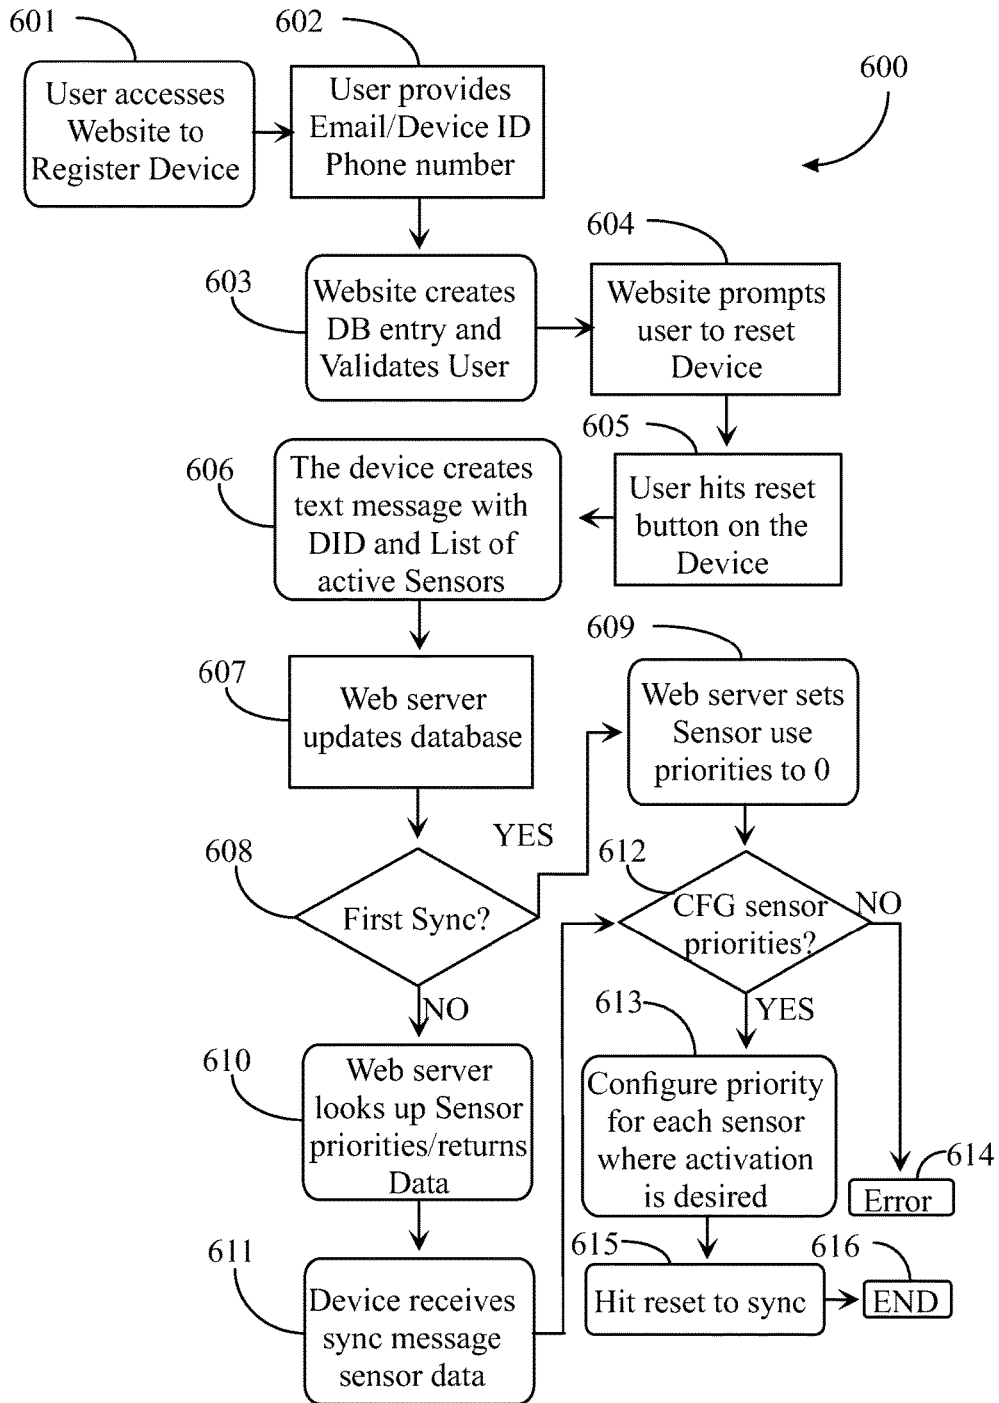 601
User accesses
Website to
Register Device
602
User provides
Email/Device ID
Phone number
600
603
Website creates
DB entry and
Validates User
604
Website prompts
user to reset
Device
605
User hits reset
button on the
Device
606
The device creates
text message with
DID and List of
active Sensors
607
Web server
updates database
608
First Sync?
YES
NO
609
Web server sets
Sensor use
priorities to 0
610
Web server
looks up Sensor
priorities/returns
Data
611
Device receives
sync message
sensor data
612
CFG sensor
priorities?
NO
YES
613
Configure priority
for each sensor
where activation
is desired
614
Error
615
Hit reset to sync
616
END